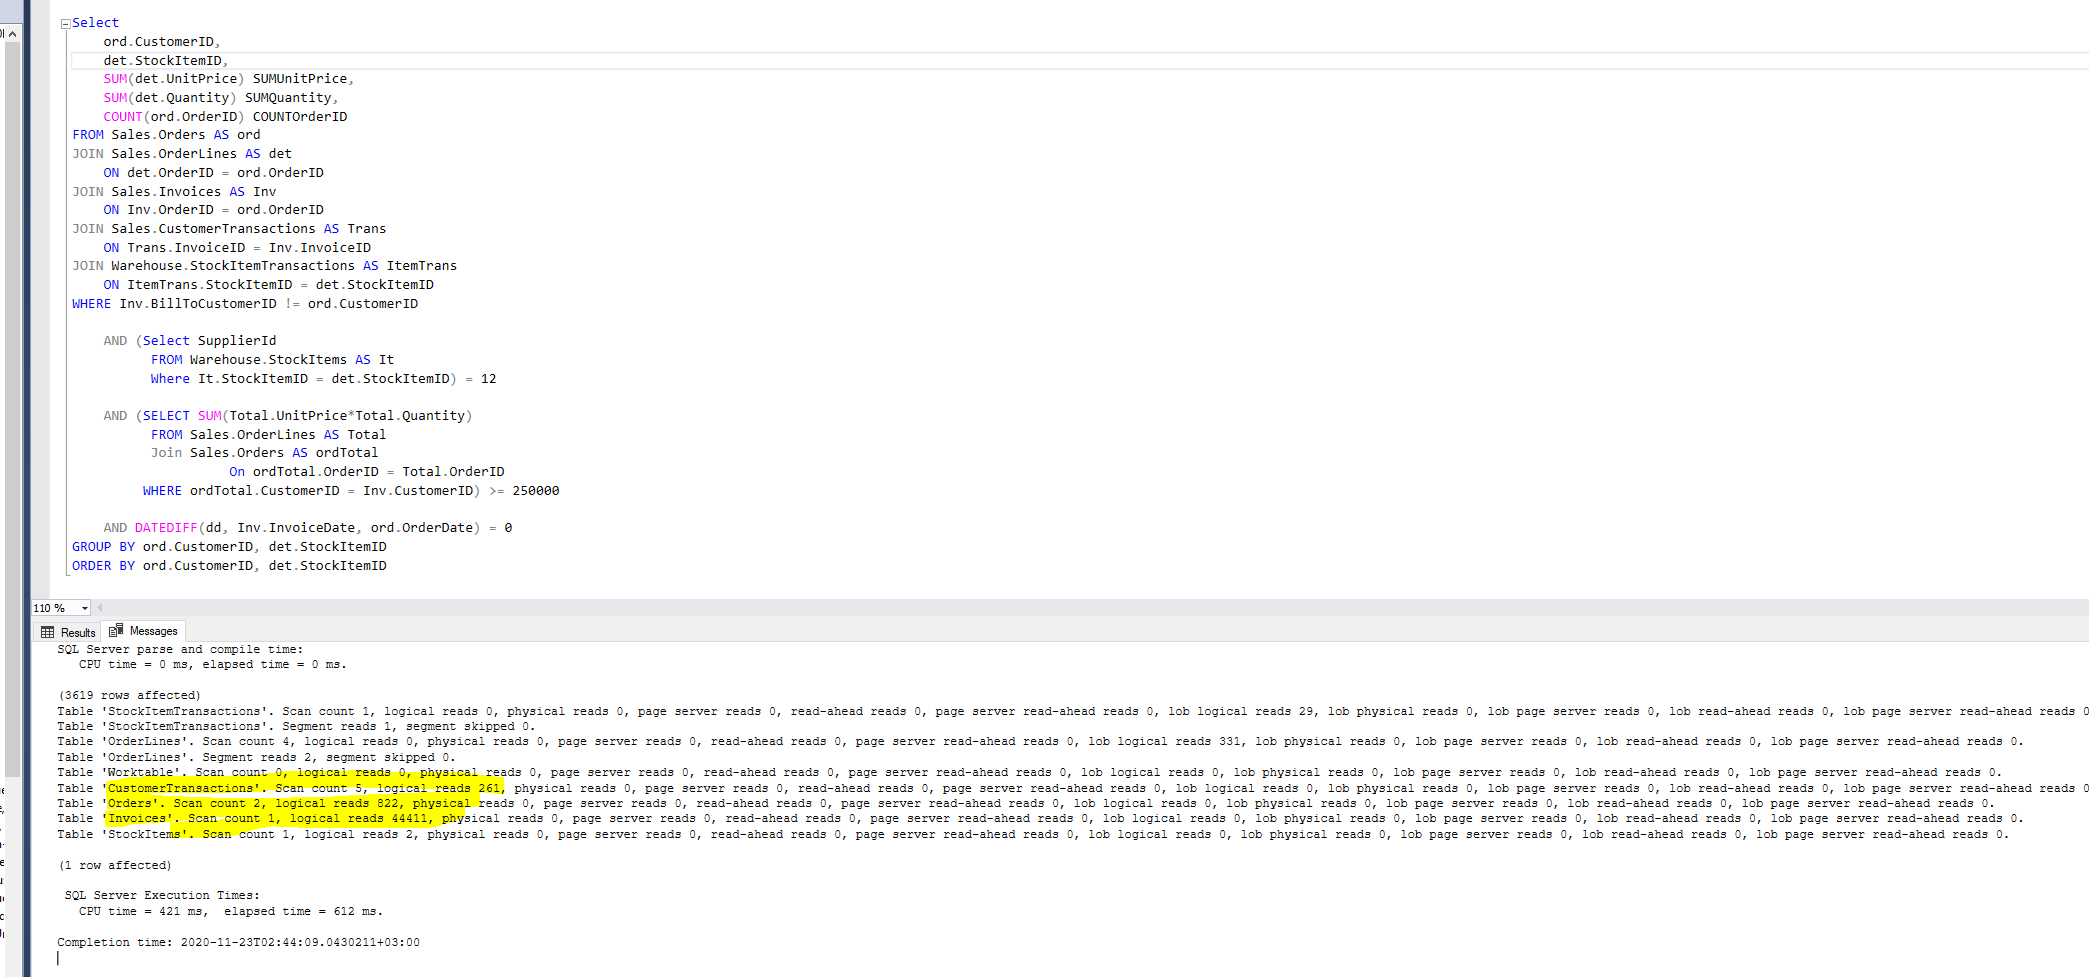 Select
ord.CustomerID,
det.StockItemID,
SUM(det.UnitPrice) SUMUnitPrice,
SUM(det.Quantity) SUMQuantity,
COUNT(ord.OrderID) COUNTOrderID
FROM Sales.Orders AS ord
JOIN Sales.OrderLines AS det
ON det.OrderID = ord.OrderID
JOIN Sales.Invoices AS Inv
ON Inv.OrderID = ord.OrderID
JOIN Sales.CustomerTransactions AS Trans
ON Trans.InvoiceID = Inv.InvoiceID
JOIN Warehouse.StockItemTransactions AS ItemTrans
ON ItemTrans.StockItemID = det.StockItemID
WHERE Inv.BillToCustomerID != ord.CustomerID
AND (Select SupplierId
FROM Warehouse.StockItems AS It
Where It.StockItemID = det.StockItemID) = 12
AND (SELECT SUM(Total.UnitPrice*Total.Quantity)
FROM Sales.OrderLines AS Total
Join Sales.Orders AS ordTotal
On ordTotal.OrderID = Total.OrderID
WHERE ordTotal.CustomerID = Inv.CustomerID) >= 250000
AND DATEDIFF(dd, Inv.InvoiceDate, ord.OrderDate) = 0
GROUP BY ord.CustomerID, det.StockItemID
ORDER BY ord.CustomerID, det.StockItemID
110 %
Results Messages
SQL Server parse and compile time:
CPU time = 0 ms, elapsed time = 0 ms.
(3619 rows affected)
Table 'StockItemTransactions'. Scan count 1, logical reads 0, physical reads 0, page server reads 0, read-ahead reads 0, page server read-ahead reads 0, lob logical reads 29, lob physical reads 0, lob page server reads 0, lob read-ahead reads 0, lob page server read-ahead reads 0
Table 'StockItemTransactions'. Segment reads 1, segment skipped 0.
Table 'OrderLines'. Scan count 4, logical reads 0, physical reads 0, page server reads 0, read-ahead reads 0, page server read-ahead reads 0, lob logical reads 331, lob physical reads 0, lob page server reads 0, lob read-ahead reads 0, lob page server read-ahead reads 0.
Table 'OrderLines'. Segment reads 2, segment skipped 0.
Table 'Worktable'. Scan count 0, logical reads 0, physical reads 0, page server reads 0, read-ahead reads 0, page server read-ahead reads 0, lob logical reads 0, lob physical reads 0, lob page server reads 0, lob read-ahead reads 0, lob page server read-ahead reads 0.
Table 'CustomerTransactions'. Scan count 5, logical reads 261, physical reads 0, page server reads 0, read-ahead reads 0, page server read-ahead reads 0, lob logical reads 0, lob physical reads 0, lob page server reads 0, lob read-ahead reads 0, lob page server read-ahead reads 0
Table 'Orders'. Scan count 2, logical reads 822, physical reads 0, page server reads 0, read-ahead reads 0, page server read-ahead reads 0, lob logical reads 0, lob physical reads 0, lob page server reads 0, lob read-ahead reads 0, lob page server read-ahead reads 0.
Table 'Invoices'. Scan count 1, logical reads 44411, physical reads 0, page server reads 0, read-ahead reads 0, page server read-ahead reads 0, lob logical reads 0, lob physical reads 0, lob page server reads 0, lob read-ahead reads 0, lob page server read-ahead reads 0.
Table 'StockItems'. Scan count 1, logical reads 2, physical reads 0, page server reads 0, read-ahead reads 0, page server read-ahead reads 0, lob logical reads 0, lob physical reads 0, lob page server reads 0, lob read-ahead reads 0, lob page server read-ahead reads 0.
(1 row affected)
SQL Server Execution Times:
CPU time = 421 ms, elapsed time = 612 ms.
Completion time: 2020-11-23T02:44:09.0430211+03:00